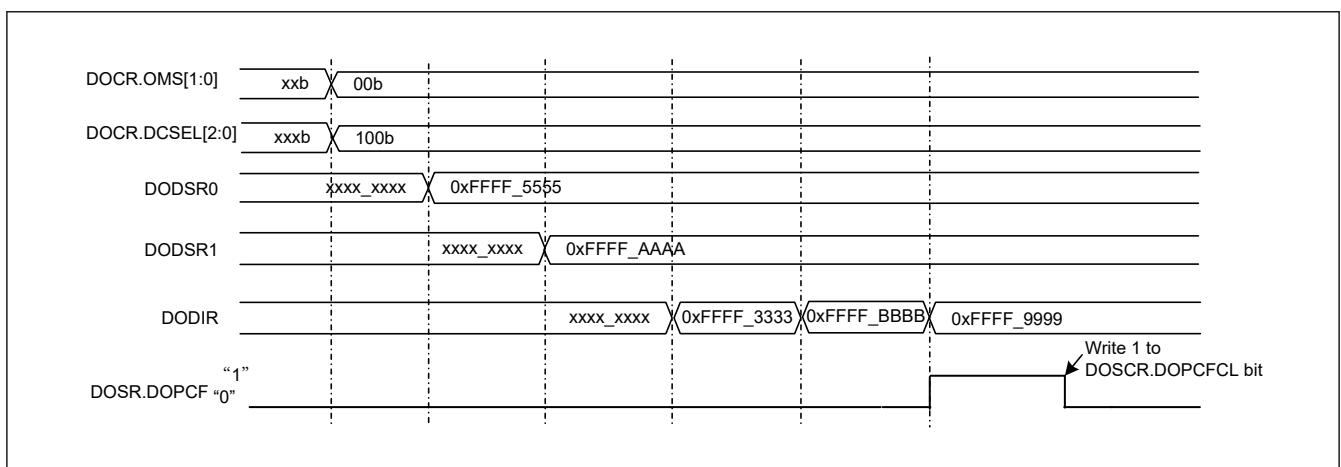 DOCR.OMS[1:0] xxb 00b
DOCR.DCSEL[2:0] xxxb 100b
DODSR0 xxxx_xxxx 0xFFFF_5555
DODSR1 xxxx_xxxx 0xFFFF_AAAA
DODIR xxxx_xxxx 0xFFFF_3333 0xFFFF_BBBB 0xFFFF_9999
Write 1 to
DOSCR.DOPCFCL bit
“1”
DOSR.DOPCF “0”